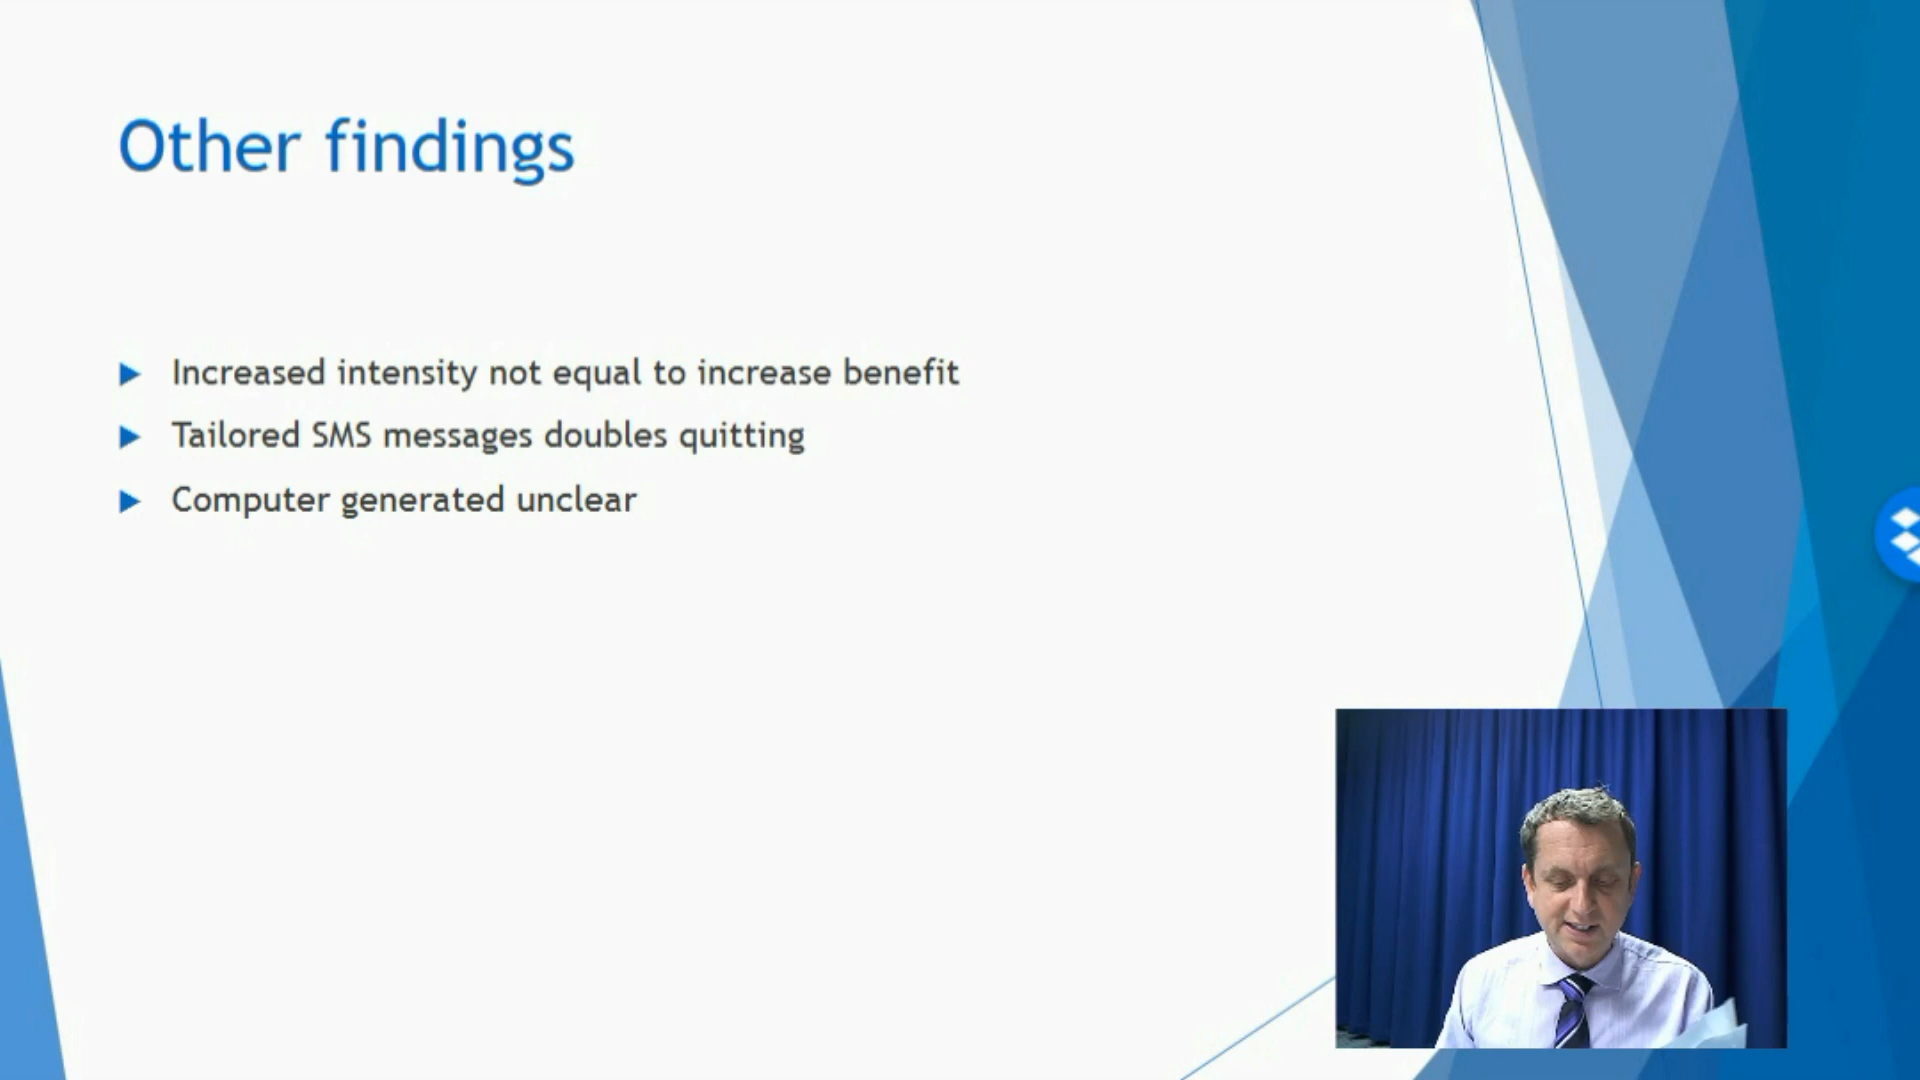 Other findings
Increased intensity not equal to increase benefit
Tailored SMS messages doubles quitting
Computer generated unclear